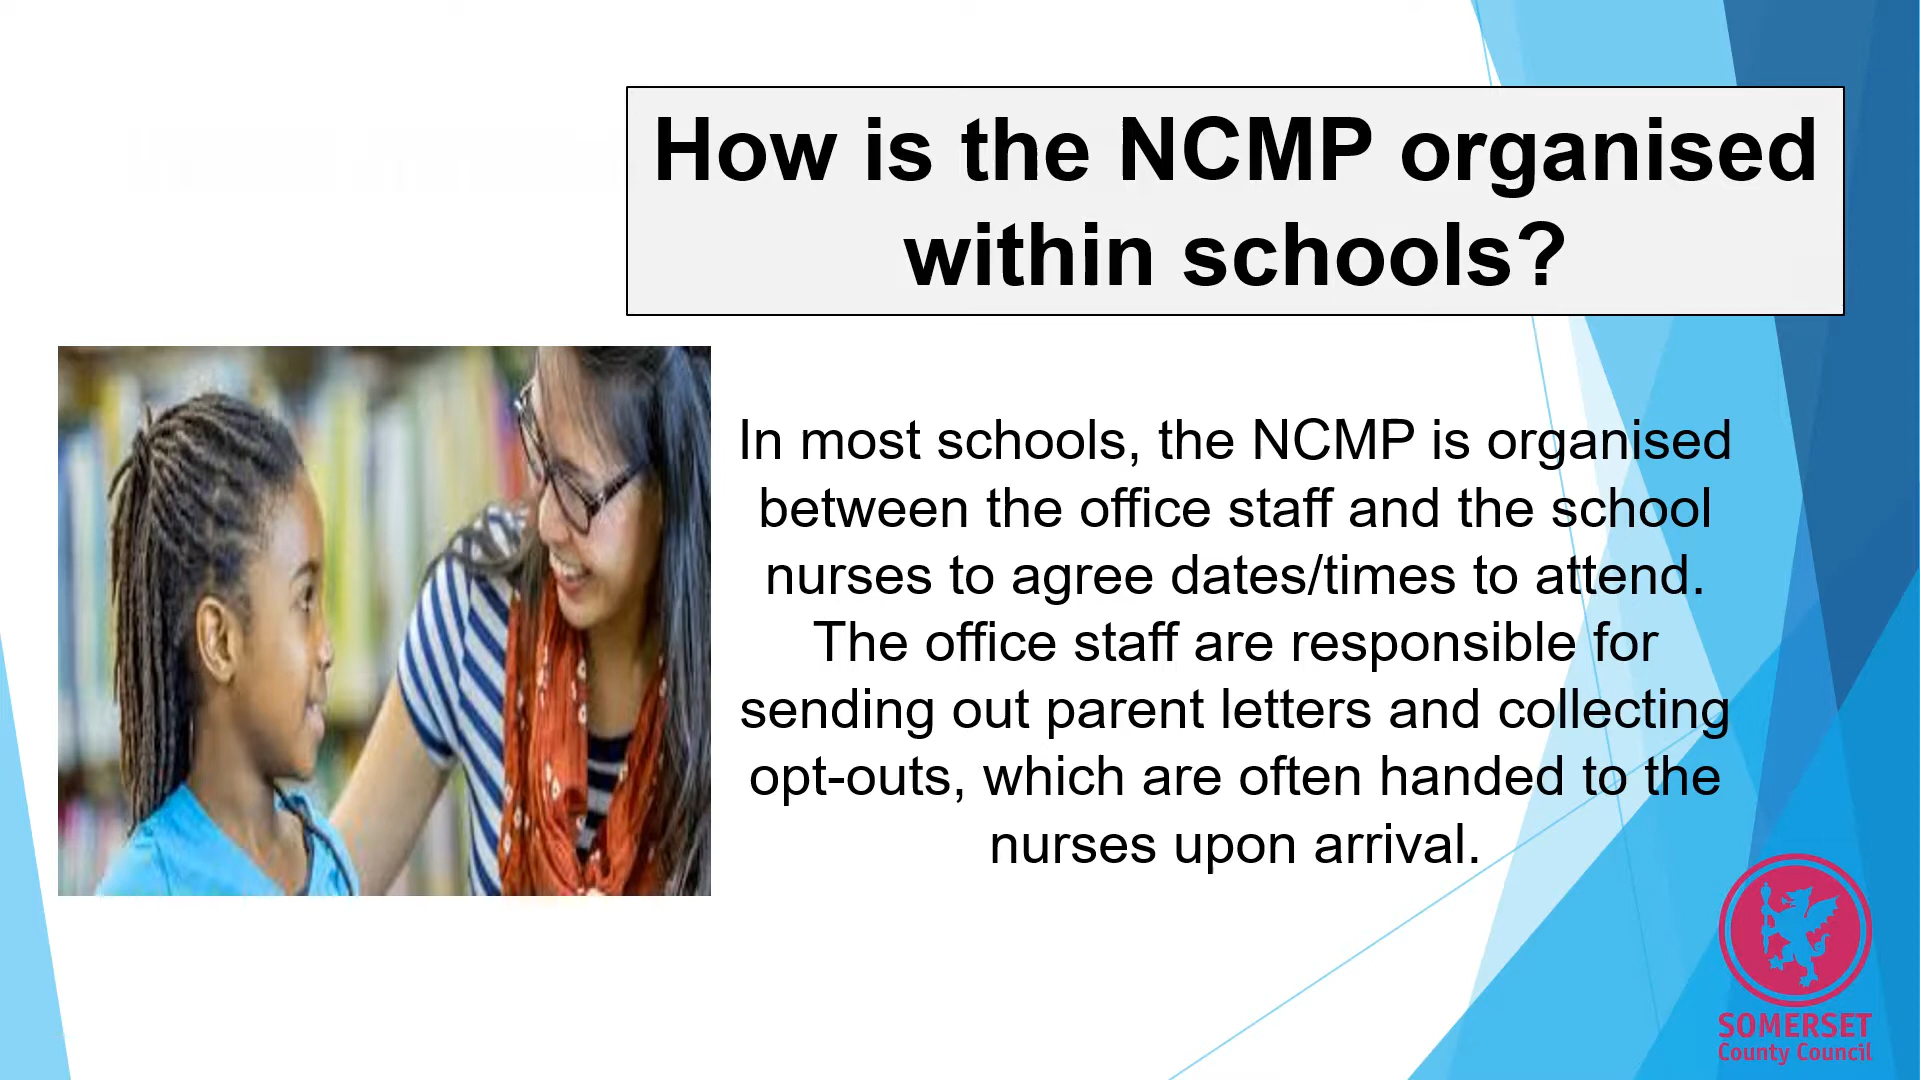 How is the NCMP organised
within schools?
In most schools, the NCMP is organised
between the office staff and the school
nurses to agree dates/times to attend.
The office staff are responsible for
sending out parent letters and collecting
opt-outs, which are often handed to the
nurses upon arrival.
SOMERSET
County Council